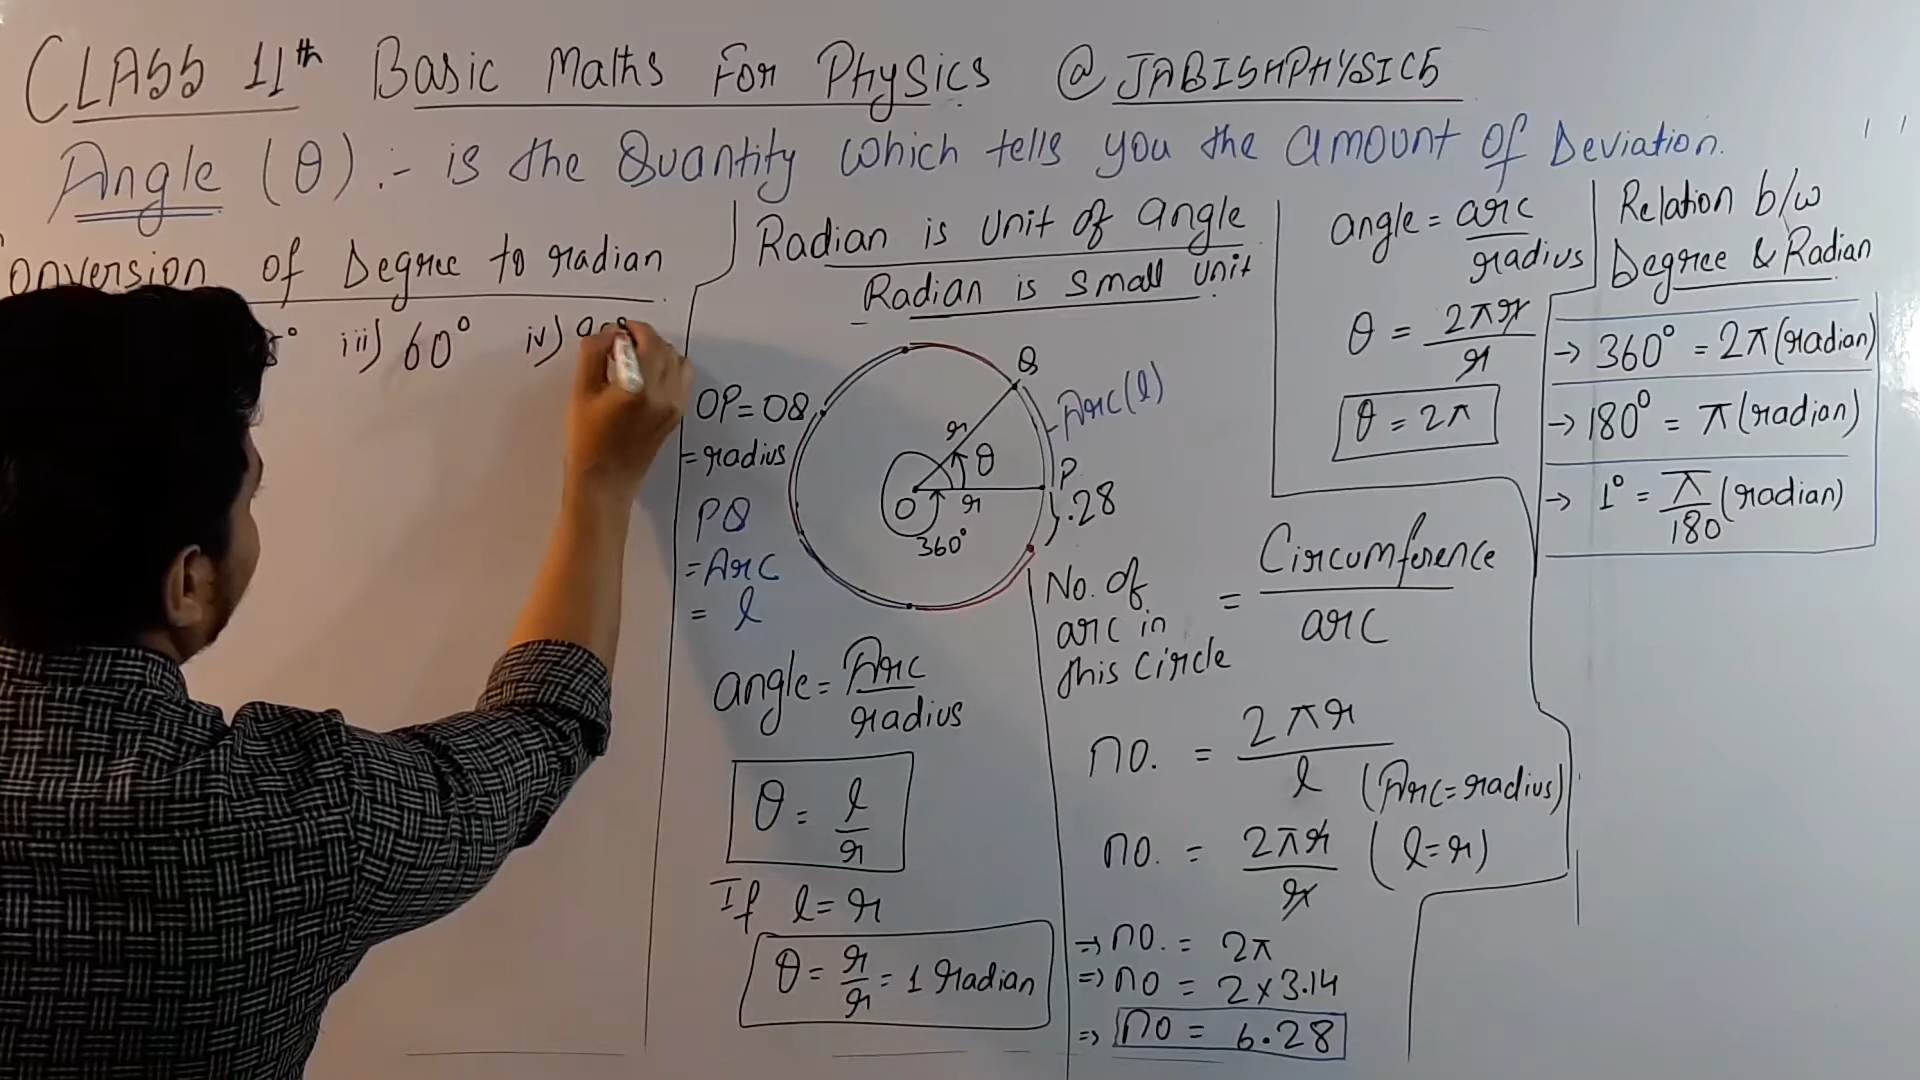 CLASS 11th Basic Maths For Physics @JABISHPHYSICS
Angle (θ) :- is the Quantity which tells you the amount of Deviation.
Conversion of Degree to radian
iii) 60° iv)
Radian is unit of angle
Radian is small unit
OP = OQ
= radius
PQ
= Arc
= l
Q
Arc (l)
r
θ
P
O
r
360°
.28
angle = Arc/radius
θ = l/r
If l = r
θ = r/r = 1 radian
No. of arc in this circle = Circumference/arc
no. = 2πr/l (Arc = radius)
no. = 2πr/r (l = r)
⇒ no. = 2π
⇒ no = 2 × 3.14
⇒ no = 6.28
angle = arc/radius
θ = 2πr/r
θ = 2π
Relation b/w
Degree & Radian
→ 360° = 2π (radian)
→ 180° = π (radian)
→ 1° = π/180 (radian)